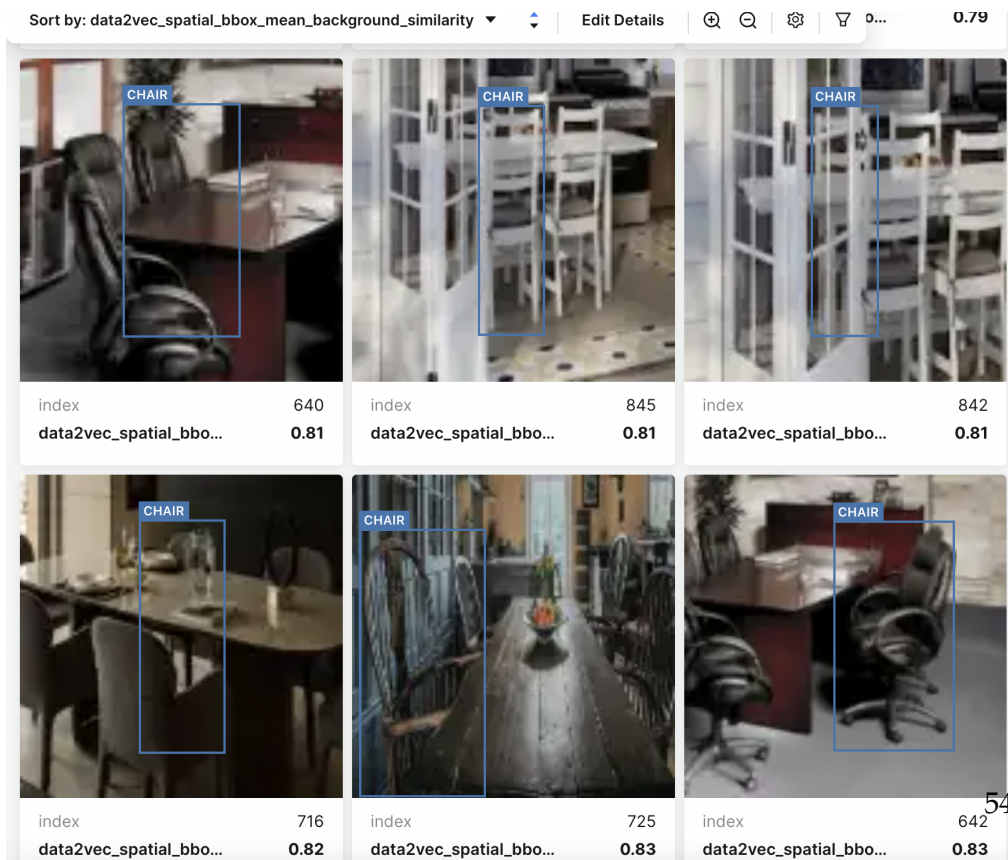 Sort by: data2vec_spatial_bbox_mean_background_similarity Edit Details
o... 0.79
CHAIR CHAIR CHAIR
index 640 index 845 index 842
data2vec_spatial_bbo... 0.81 data2vec_spatial_bbo... 0.81 data2vec_spatial_bbo... 0.81
CHAIR CHAIR CHAIR
index 716 index 725 index 642
54
data2vec_spatial_bbo... 0.82 data2vec_spatial_bbo... 0.83 data2vec_spatial_bbo... 0.83